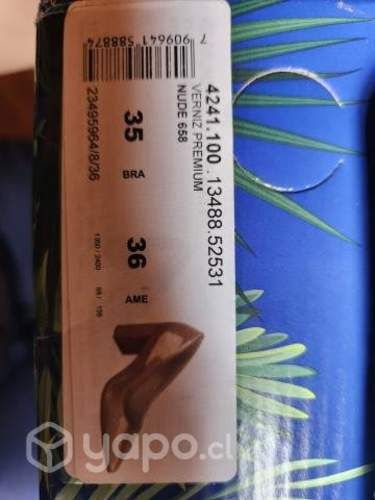 4241.100.13488.52531
VERNIZ PREMIUM
NUDE 658
35
BRA
36
AME
7 909641 588874
23495964/8/36
yapo.cl